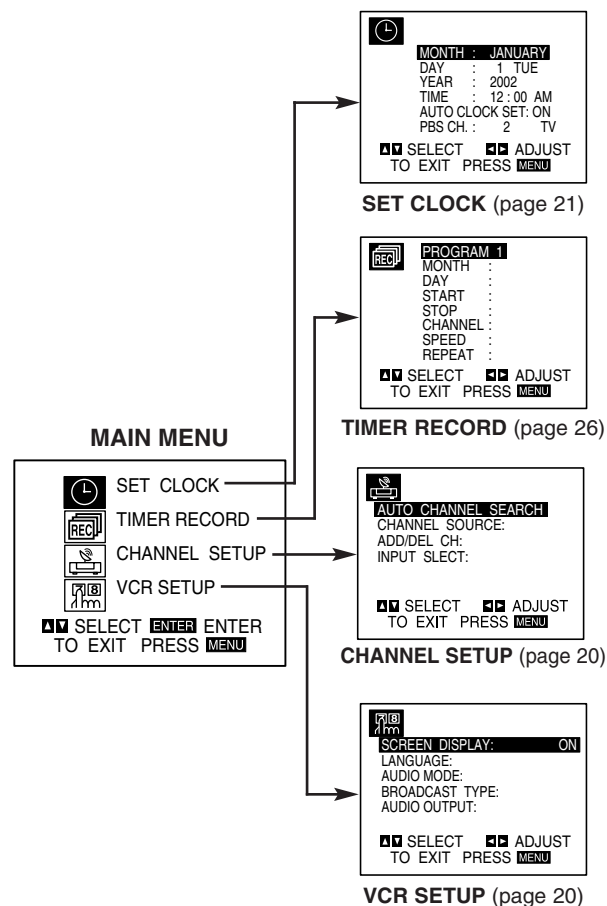 MONTH : JANUARY
DAY : 1 TUE
YEAR : 2002
TIME : 12 : 00 AM
AUTO CLOCK SET: ON
PBS CH. : 2 TV
▲▼ SELECT ◄► ADJUST
TO EXIT PRESS MENU
SET CLOCK (page 21)
REC
PROGRAM 1
MONTH :
DAY :
START :
STOP :
CHANNEL :
SPEED :
REPEAT :
▲▼ SELECT ◄► ADJUST
TO EXIT PRESS MENU
TIMER RECORD (page 26)
MAIN MENU
SET CLOCK
REC TIMER RECORD
CHANNEL SETUP
7 8 VCR SETUP
▲▼ SELECT ENTER ENTER
TO EXIT PRESS MENU
AUTO CHANNEL SEARCH
CHANNEL SOURCE:
ADD/DEL CH:
INPUT SLECT:
▲▼ SELECT ◄► ADJUST
TO EXIT PRESS MENU
CHANNEL SETUP (page 20)
7 8
SCREEN DISPLAY: ON
LANGUAGE:
AUDIO MODE:
BROADCAST TYPE:
AUDIO OUTPUT:
▲▼ SELECT ◄► ADJUST
TO EXIT PRESS MENU
VCR SETUP (page 20)